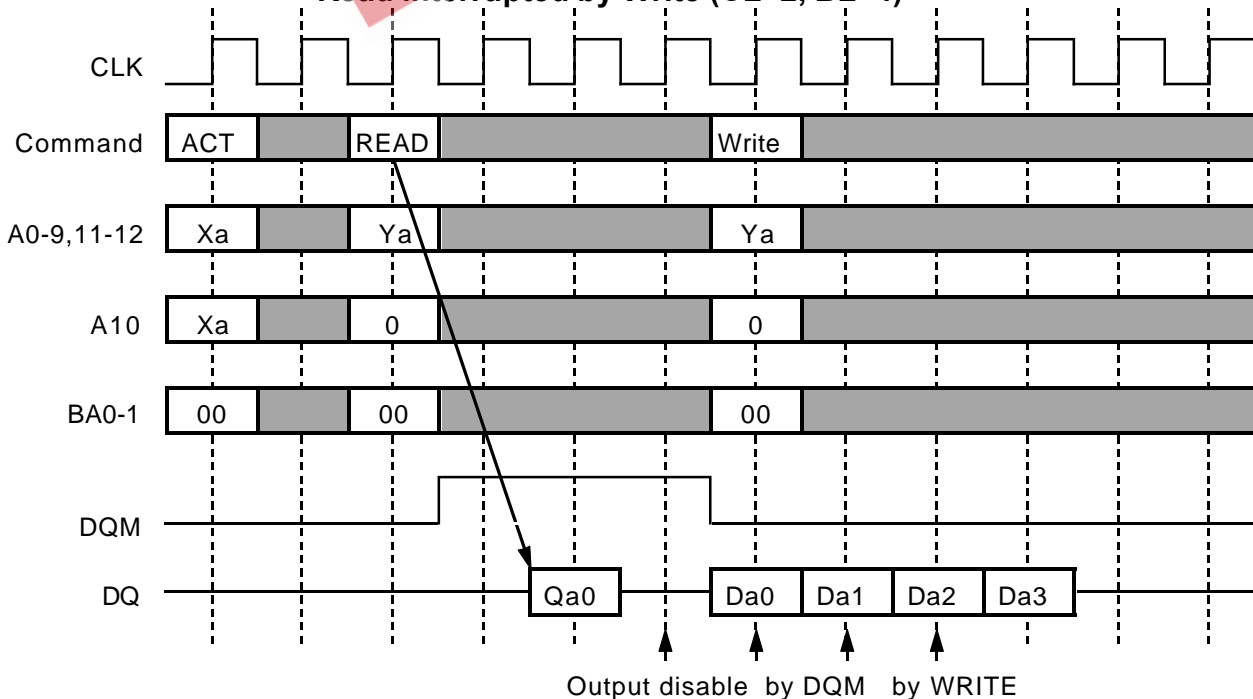 Read Interrupted by Write (CL=2, BL=4)
CLK
Command ACT READ Write
A0-9,11-12 Xa Ya Ya
A10 Xa 0 0
BA0-1 00 00 00
DQM
DQ Qa0 Da0 Da1 Da2 Da3
Output disable by DQM by WRITE